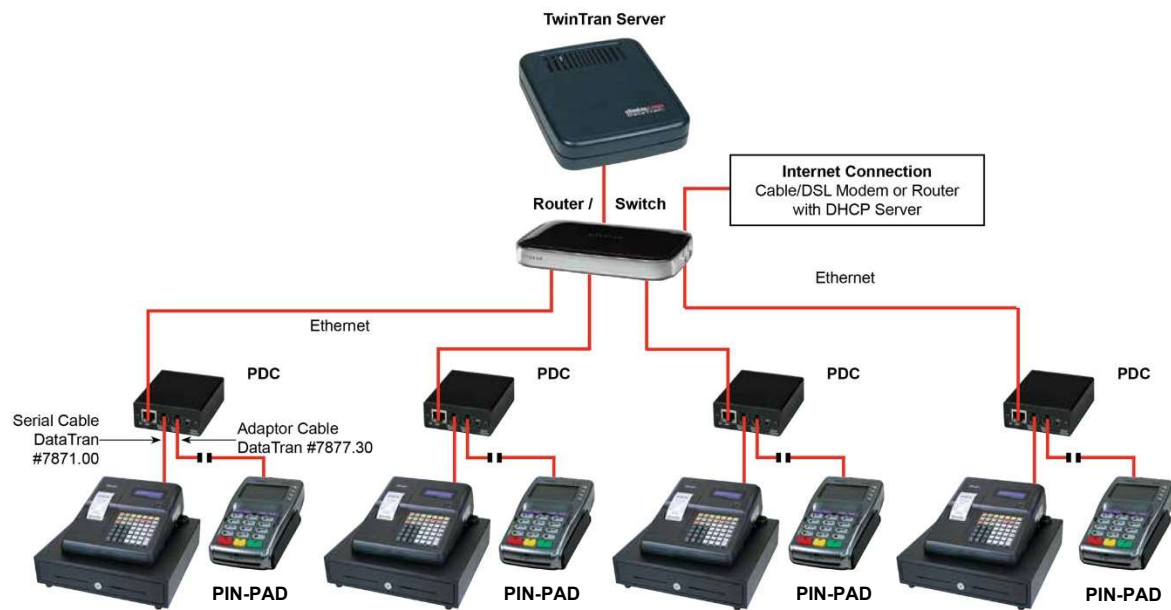 TwinTran Server
Internet Connection
Cable/DSL Modem or Router
with DHCP Server
Router / Switch
Ethernet
Ethernet
PDC
PDC
PDC
PDC
Serial Cable
DataTran
#7871.00
Adaptor Cable
DataTran #7877.30
PIN-PAD
PIN-PAD
PIN-PAD
PIN-PAD